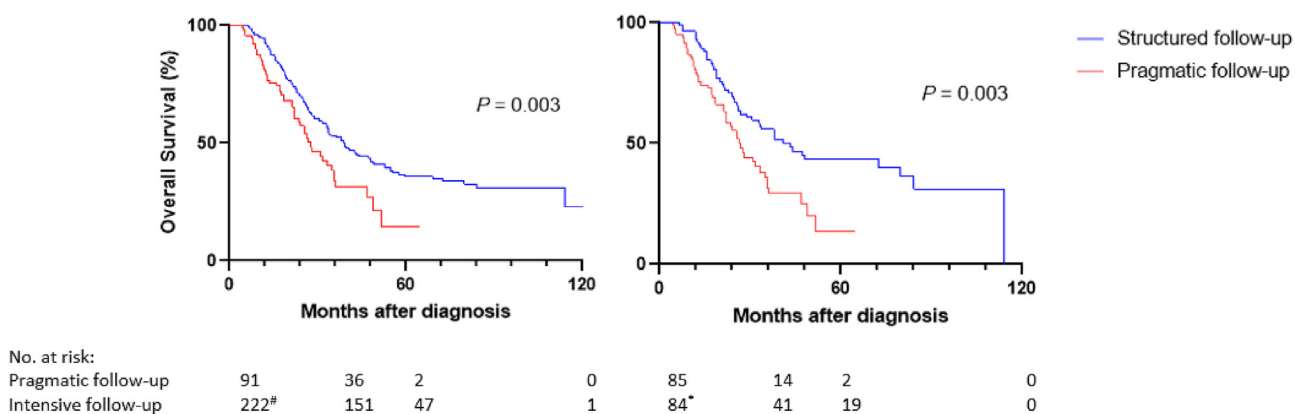 100
50
0
0 60 120
Overall Survival (%)
P = 0.003
Months after diagnosis
100
50
0
0 60 120
P = 0.003
Months after diagnosis
Structured follow-up
Pragmatic follow-up
No. at risk:
Pragmatic follow-up 91 36 2 0 85 14 2 0
Intensive follow-up 222# 151 47 1 84* 41 19 0